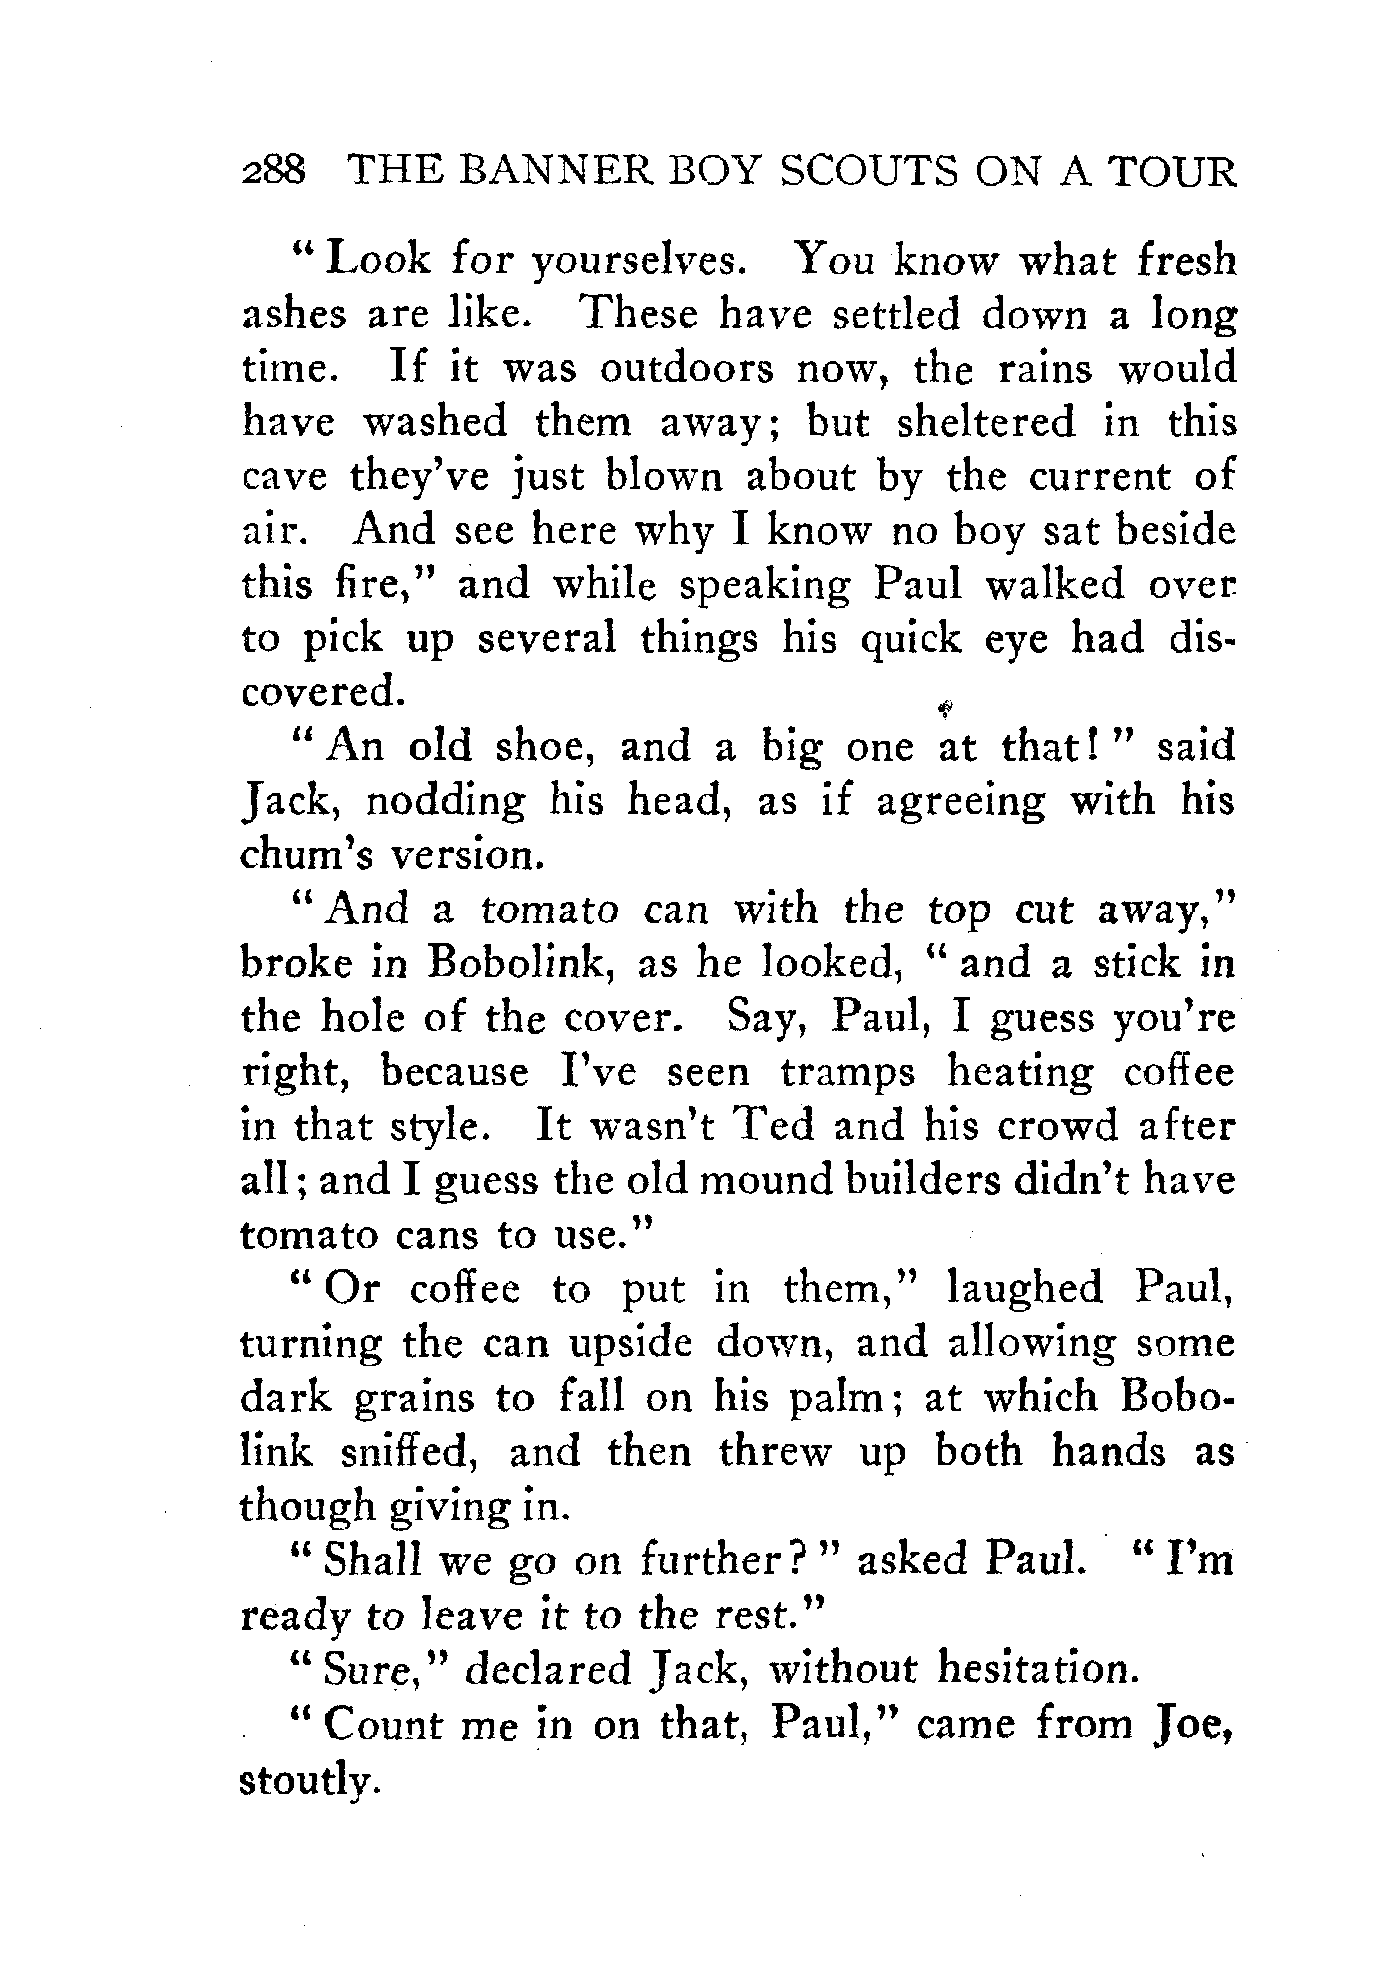 288 THE BANNER BOY SCOUTS ON A TOUR
“ Look for yourselves. You know what fresh
ashes are like. These have settled down a long
time. If it was outdoors now, the rains would
have washed them away; but sheltered in this
cave they’ve just blown about by the current of
air. And see here why I know no boy sat beside
this fire,” and while speaking Paul walked over
to pick up several things his quick eye had dis-
covered.
“ An old shoe, and a big one at that! ” said
Jack, nodding his head, as if agreeing with his
chum’s version.
“ And a tomato can with the top cut away,”
broke in Bobolink, as he looked, “ and a stick in
the hole of the cover. Say, Paul, I guess you’re
right, because I’ve seen tramps heating coffee
in that style. It wasn’t Ted and his crowd after
all; and I guess the old mound builders didn’t have
tomato cans to use.”
“ Or coffee to put in them,” laughed Paul,
turning the can upside down, and allowing some
dark grains to fall on his palm; at which Bobo-
link sniffed, and then threw up both hands as
though giving in.
“ Shall we go on further? ” asked Paul. “ I’m
ready to leave it to the rest.”
“ Sure,” declared Jack, without hesitation.
“ Count me in on that, Paul,” came from Joe,
stoutly.